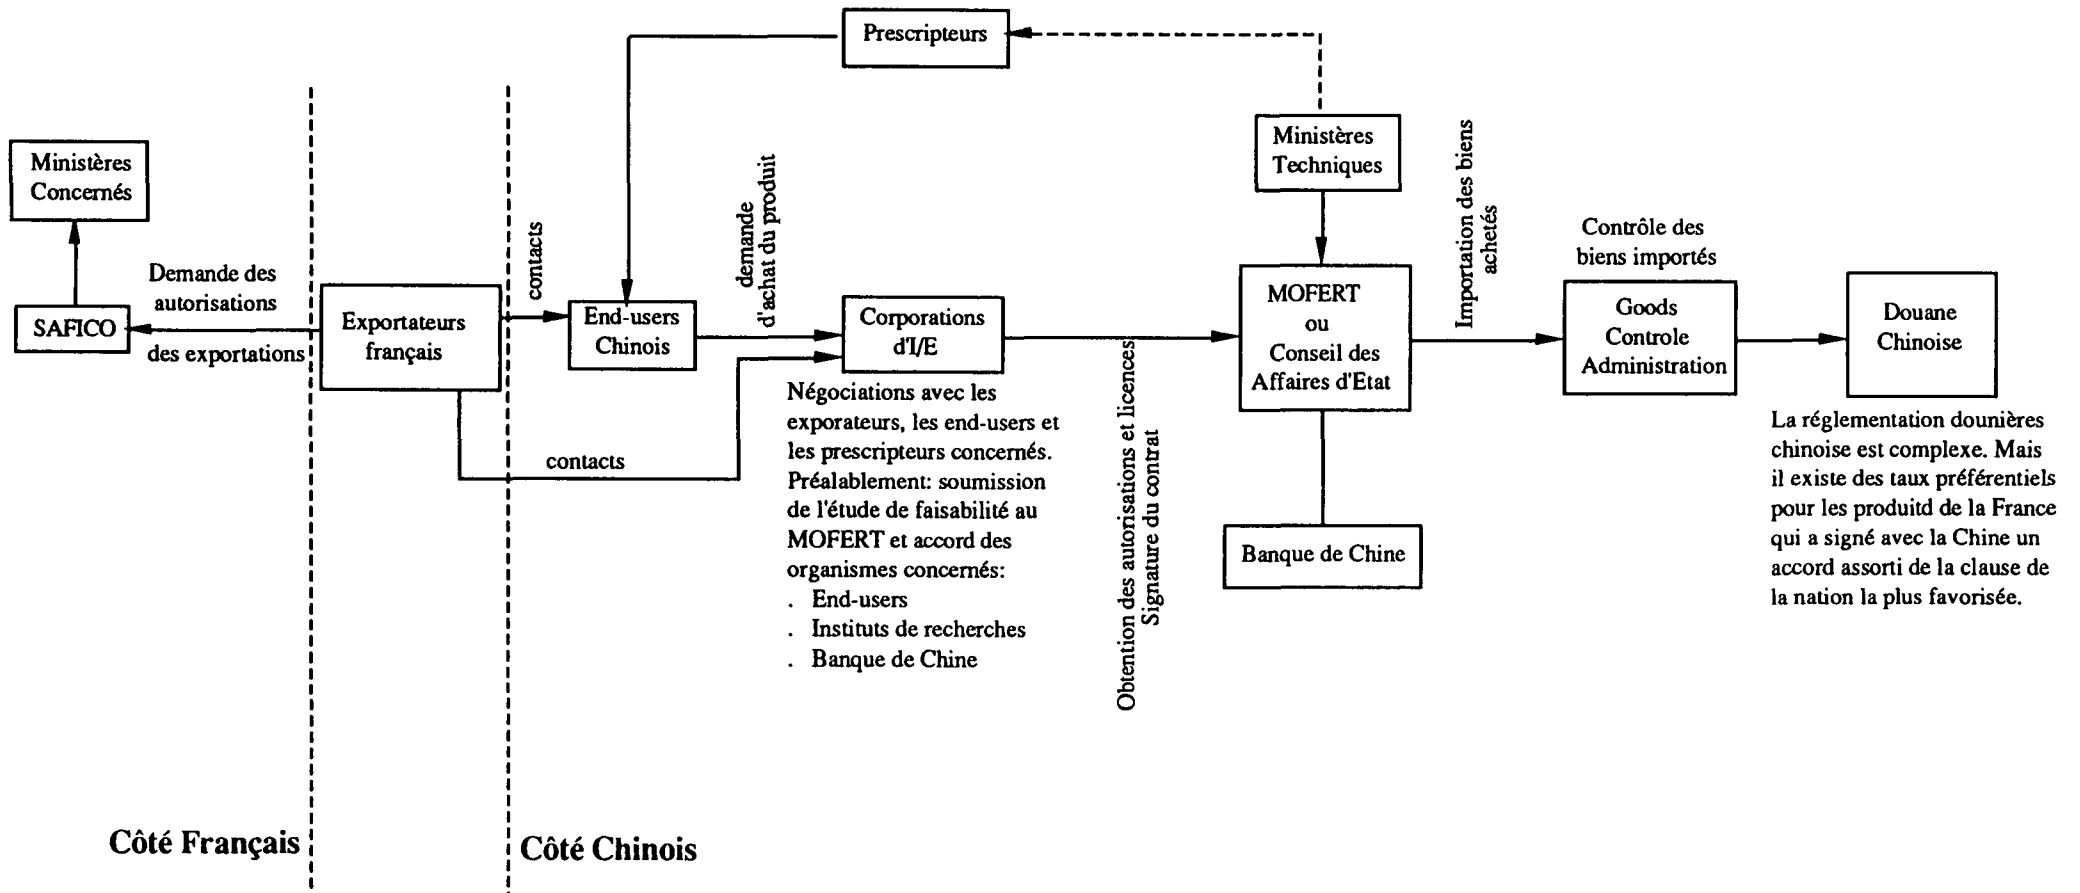 Prescripteurs
Ministères
Concernés
Ministères
Techniques
Demande des
autorisations
des exportations
SAFICO
Exportateurs
français
contacts
contacts
End-users
Chinois
demande
d'achat du produit
Corporations
d'I/E
Négociations avec les
exporateurs, les end-users et
les prescripteurs concernés.
Préalablement: soumission
de l'étude de faisabilité au
MOFERT et accord des
organismes concernés:
. End-users
. Instituts de recherches
. Banque de Chine
Obtention des autorisations et licences
Signature du contrat
MOFERT
ou
Conseil des
Affaires d'Etat
Banque de Chine
Importation des biens
achetés
Contrôle des
biens importés
Goods
Controle
Administration
Douane
Chinoise
La réglementation dounières
chinoise est complexe. Mais
il existe des taux préférentiels
pour les produitd de la France
qui a signé avec la Chine un
accord assorti de la clause de
la nation la plus favorisée.
Côté Français
Côté Chinois